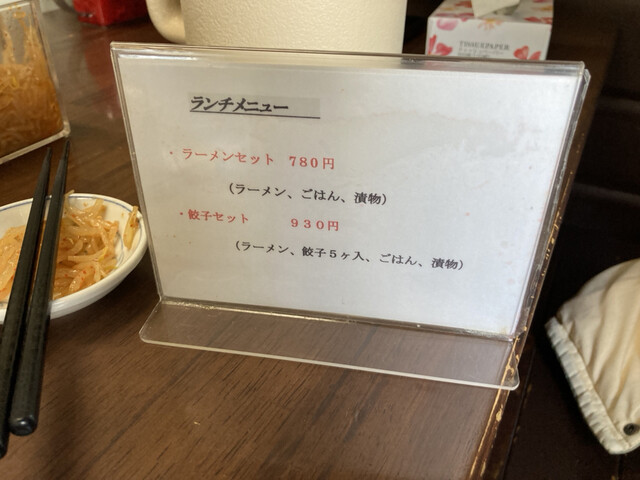 ランチメニュー
・ラーメンセット 780円
(ラーメン、ごはん、漬物)
・餃子セット 930円
(ラーメン、餃子5ヶ入、ごはん、漬物)
TISSUEPAPER